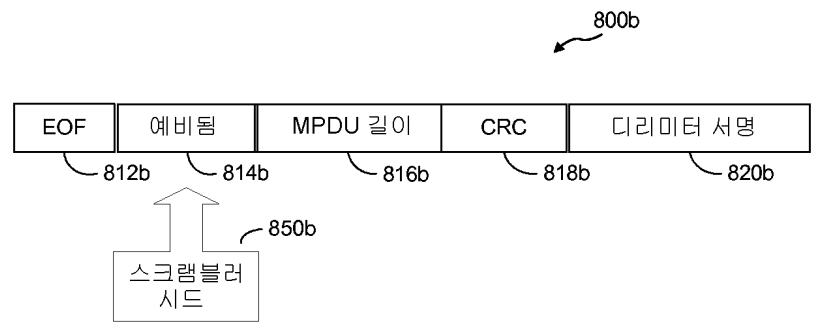 800b
EOF 예비됨 MPDU 길이 CRC 디리미터 서명
812b 814b 816b 818b 820b
850b
스크램블러
시드